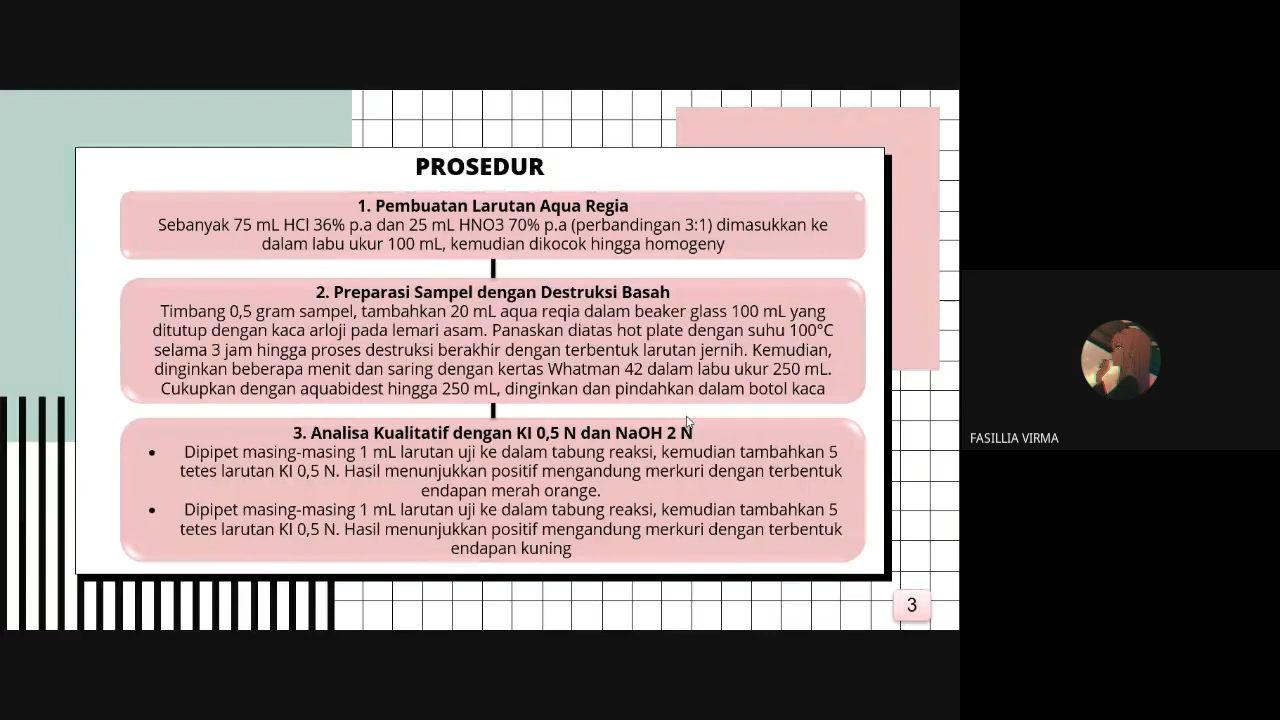 PROSEDUR
1. Pembuatan Larutan Aqua Regia
Sebanyak 75 mL HCl 36% p.a dan 25 mL HNO3 70% p.a (perbandingan 3:1) dimasukkan ke
dalam labu ukur 100 mL, kemudian dikocok hingga homogeny
2. Preparasi Sampel dengan Destruksi Basah
Timbang 0,5 gram sampel, tambahkan 20 mL aqua reqia dalam beaker glass 100 mL yang
ditutup dengan kaca arloji pada lemari asam. Panaskan diatas hot plate dengan suhu 100°C
selama 3 jam hingga proses destruksi berakhir dengan terbentuk larutan jernih. Kemudian,
dinginkan beberapa menit dan saring dengan kertas Whatman 42 dalam labu ukur 250 mL.
Cukupkan dengan aquabidest hingga 250 mL, dinginkan dan pindahkan dalam botol kaca
3. Analisa Kualitatif dengan KI 0,5 N dan NaOH 2 N
• Dipipet masing-masing 1 mL larutan uji ke dalam tabung reaksi, kemudian tambahkan 5
tetes larutan KI 0,5 N. Hasil menunjukkan positif mengandung merkuri dengan terbentuk
endapan merah orange.
• Dipipet masing-masing 1 mL larutan uji ke dalam tabung reaksi, kemudian tambahkan 5
tetes larutan KI 0,5 N. Hasil menunjukkan positif mengandung merkuri dengan terbentuk
endapan kuning
3
FASILLIA VIRMA